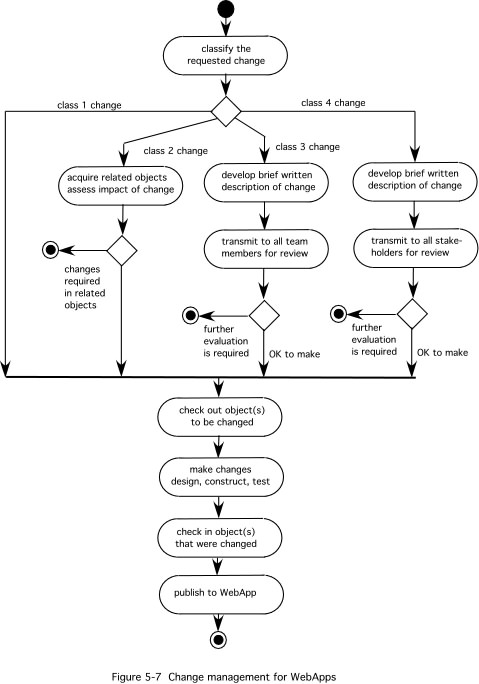 classify the
requested change
class 1 change
class 4 change
class 2 change
class 3 change
acquire related objects
assess impact of change
develop brief written
description of change
develop brief written
description of change
transmit to all team
members for review
transmit to all stake-
holders for review
changes
required
in related
objects
further
evaluation
is required
OK to make
further
evaluation
is required
OK to make
check out object(s)
to be changed
make changes
design, construct, test
check in object(s)
that were changed
publish to WebApp
Figure 5-7 Change management for WebApps